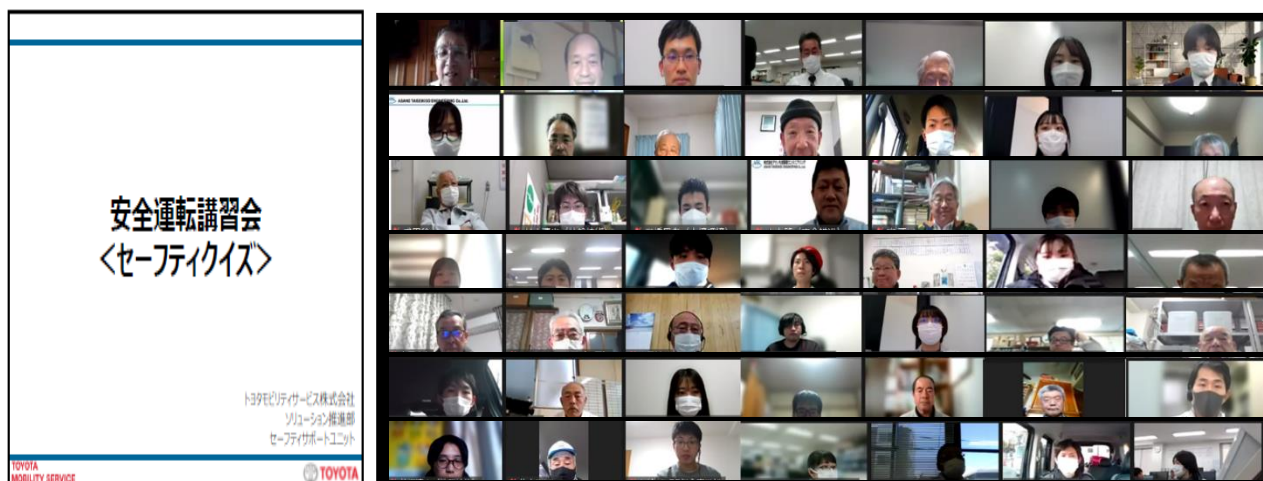 安全運転講習会
<セーフティクイズ>
トヨタモビリティサービス株式会社
ソリューション推進部
セーフティサポートユニット
TOYOTA
MOBILITY SERVICE
TOYOTA